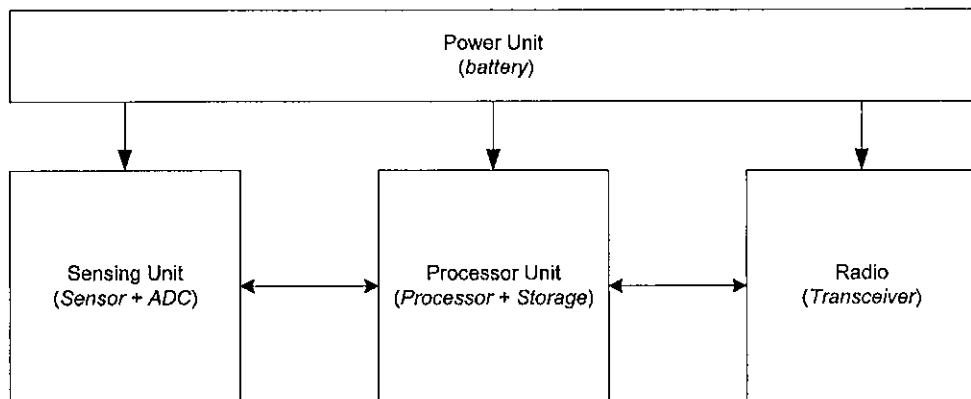 Power Unit
(battery)
Sensing Unit
(Sensor + ADC)
Processor Unit
(Processor + Storage)
Radio
(Transceiver)